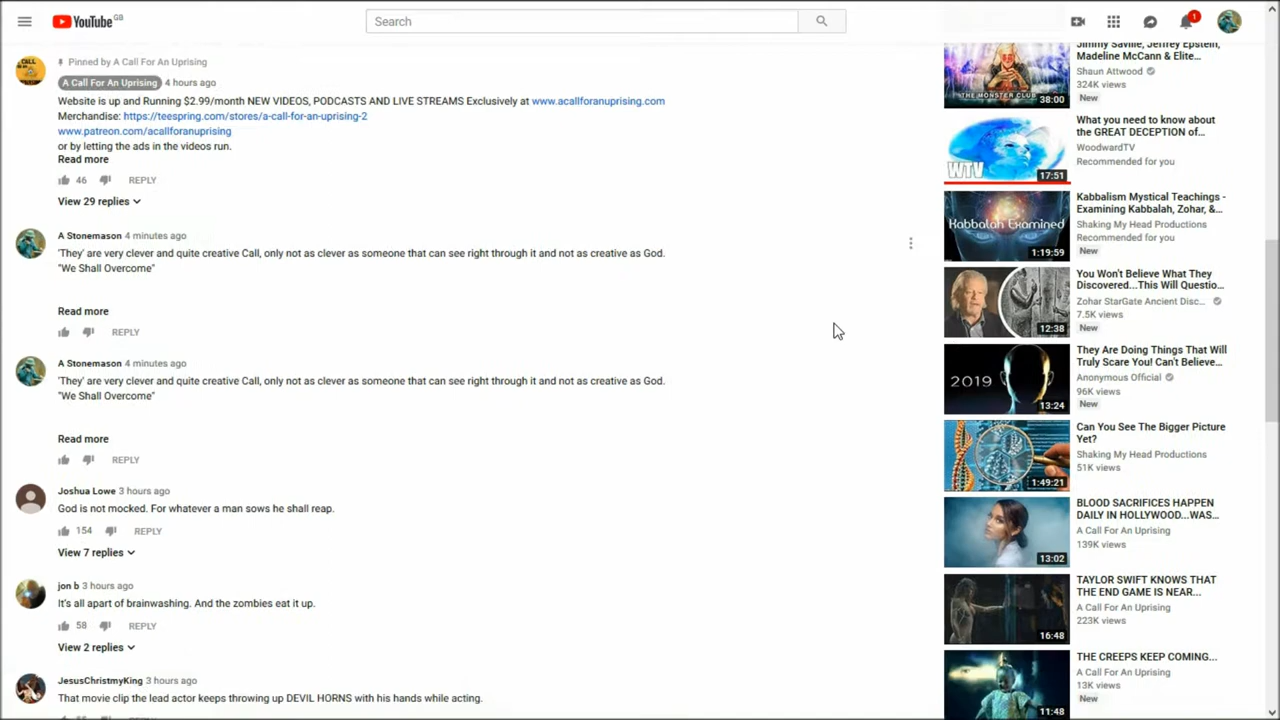 YouTube GB
Search
1
Pinned by A Call For An Uprising
A Call For An Uprising 4 hours ago
Website is up and Running $2.99/month NEW VIDEOS, PODCASTS AND LIVE STREAMS Exclusively at www.acallforanuprising.com
Merchandise: https://teespring.com/stores/a-call-for-an-uprising-2
www.patreon.com/acallforanuprising
or by letting the ads in the videos run.
Read more
46 REPLY
View 29 replies
A Stonemason 4 minutes ago
'They' are very clever and quite creative Call, only not as clever as someone that can see right through it and not as creative as God.
"We Shall Overcome"
Read more
REPLY
A Stonemason 4 minutes ago
'They' are very clever and quite creative Call, only not as clever as someone that can see right through it and not as creative as God.
"We Shall Overcome"
Read more
REPLY
Joshua Lowe 3 hours ago
God is not mocked. For whatever a man sows he shall reap.
154 REPLY
View 7 replies
jon b 3 hours ago
It's all apart of brainwashing. And the zombies eat it up.
58 REPLY
View 2 replies
JesusChristmyKing 3 hours ago
That movie clip the lead actor keeps throwing up DEVIL HORNS with his hands while acting.
THE MONSTER CLUB
38:00
Jimmy Saville, Jeffrey Epstein,
Madeline McCann & Elite...
Shaun Attwood
324K views
New
WTV
17:51
What you need to know about
the GREAT DECEPTION of...
WoodwardTV
Recommended for you
Kabbalah Examined
1:19:59
Kabbalism Mystical Teachings -
Examining Kabbalah, Zohar, &...
Shaking My Head Productions
Recommended for you
New
12:38
You Won't Believe What They
Discovered...This Will Questio...
Zohar StarGate Ancient Disc...
7.5K views
New
2019
13:24
They Are Doing Things That Will
Truly Scare You! Can't Believe...
Anonymous Official
96K views
New
1:49:21
Can You See The Bigger Picture
Yet?
Shaking My Head Productions
51K views
13:02
BLOOD SACRIFICES HAPPEN
DAILY IN HOLLYWOOD...WAS...
A Call For An Uprising
139K views
16:48
TAYLOR SWIFT KNOWS THAT
THE END GAME IS NEAR...
A Call For An Uprising
223K views
11:48
THE CREEPS KEEP COMING...
A Call For An Uprising
13K views
New